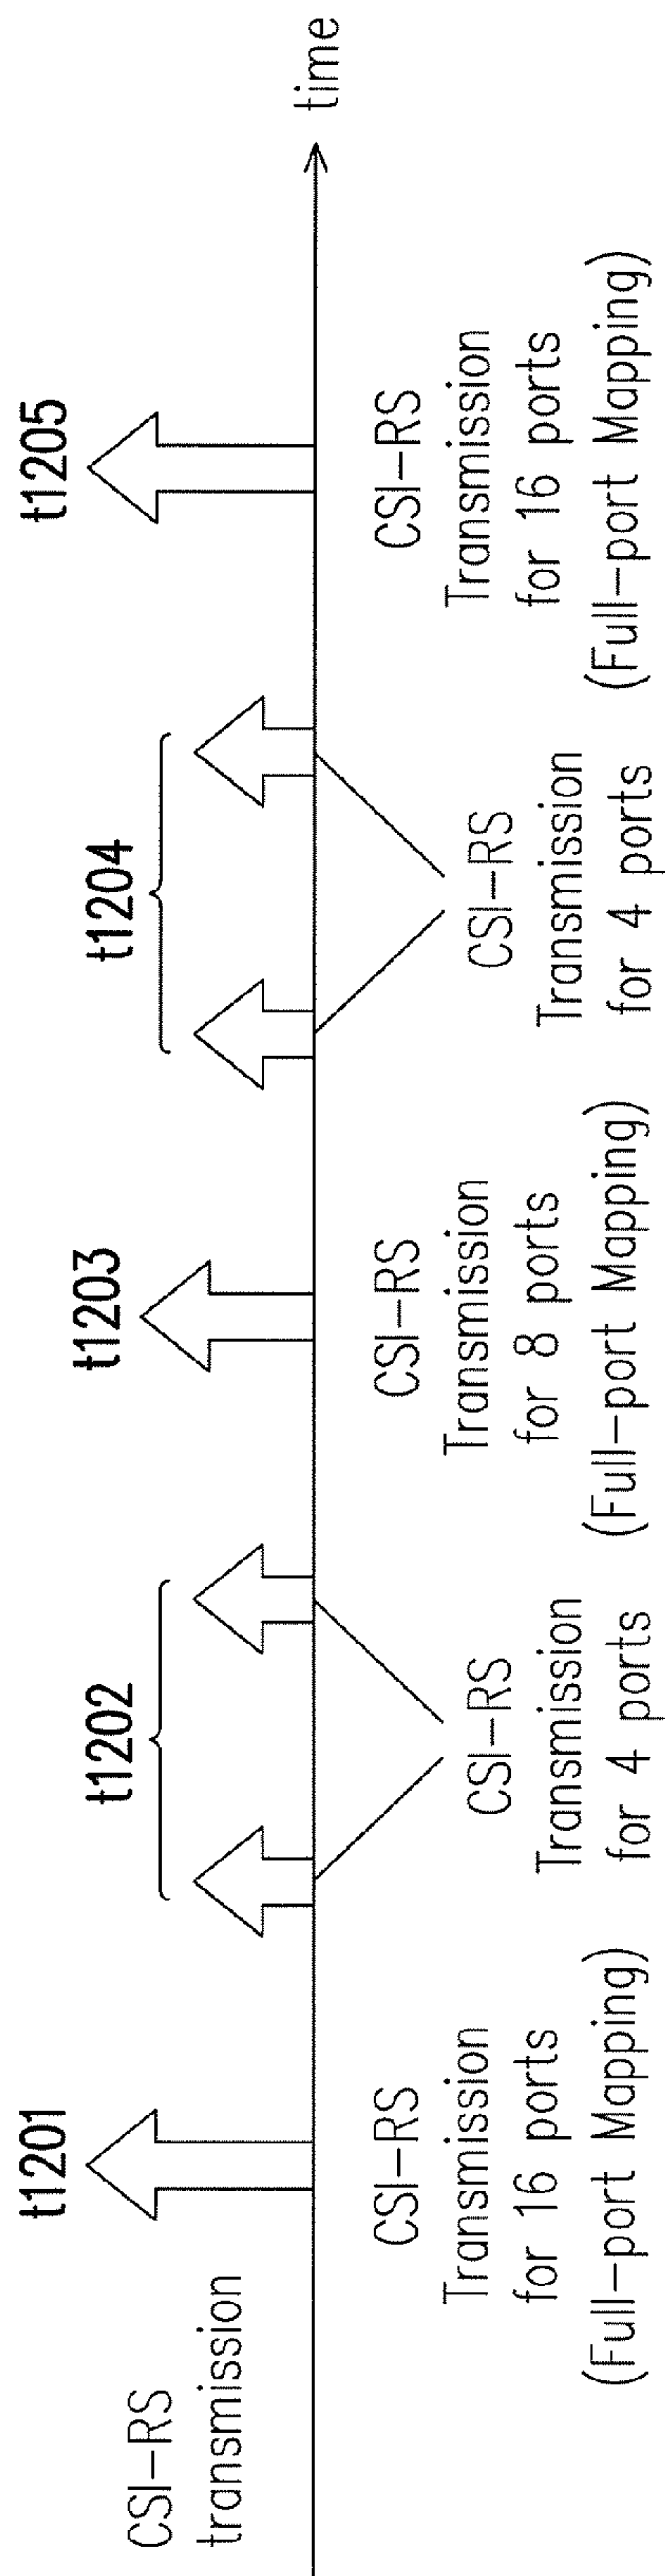 CSI-RS
transmission
t1201
t1202
t1203
t1204
t1205
time
CSI-RS
Transmission
for 16 ports
(Full-port Mapping)
CSI-RS
Transmission
for 4 ports
CSI-RS
Transmission
for 8 ports
(Full-port Mapping)
CSI-RS
Transmission
for 4 ports
CSI-RS
Transmission
for 16 ports
(Full-port Mapping)